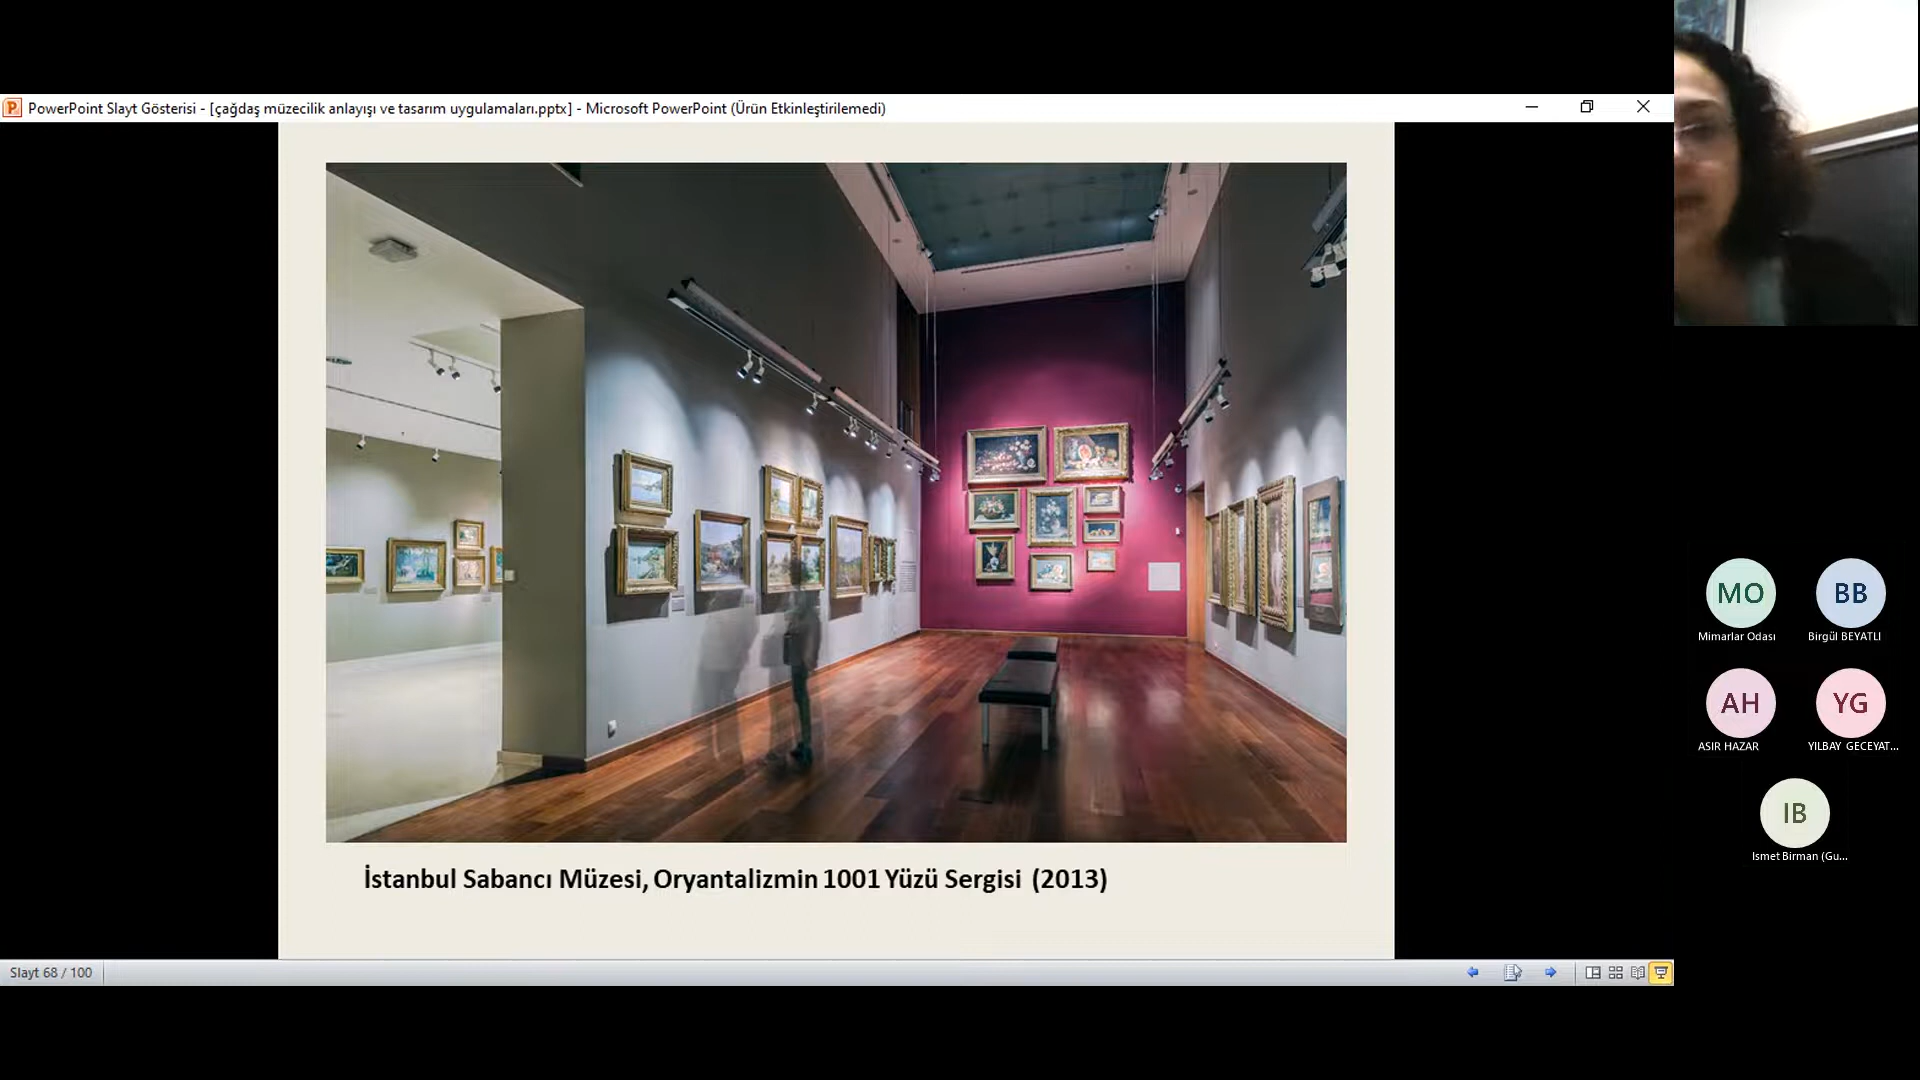 PowerPoint Slayt Gösterisi - [çağdaş müzecilik anlayışı ve tasarım uygulamaları.pptx] - Microsoft PowerPoint (Ürün Etkinleştirilemedi)
İstanbul Sabancı Müzesi, Oryantalizmin 1001 Yüzü Sergisi (2013)
Slayt 68 / 100
MO
Mimarlar Odası
BB
Birgül BEYATLI
AH
ASIR HAZAR
YG
YILBAY GECEYAT...
IB
Ismet Birman (Gu...